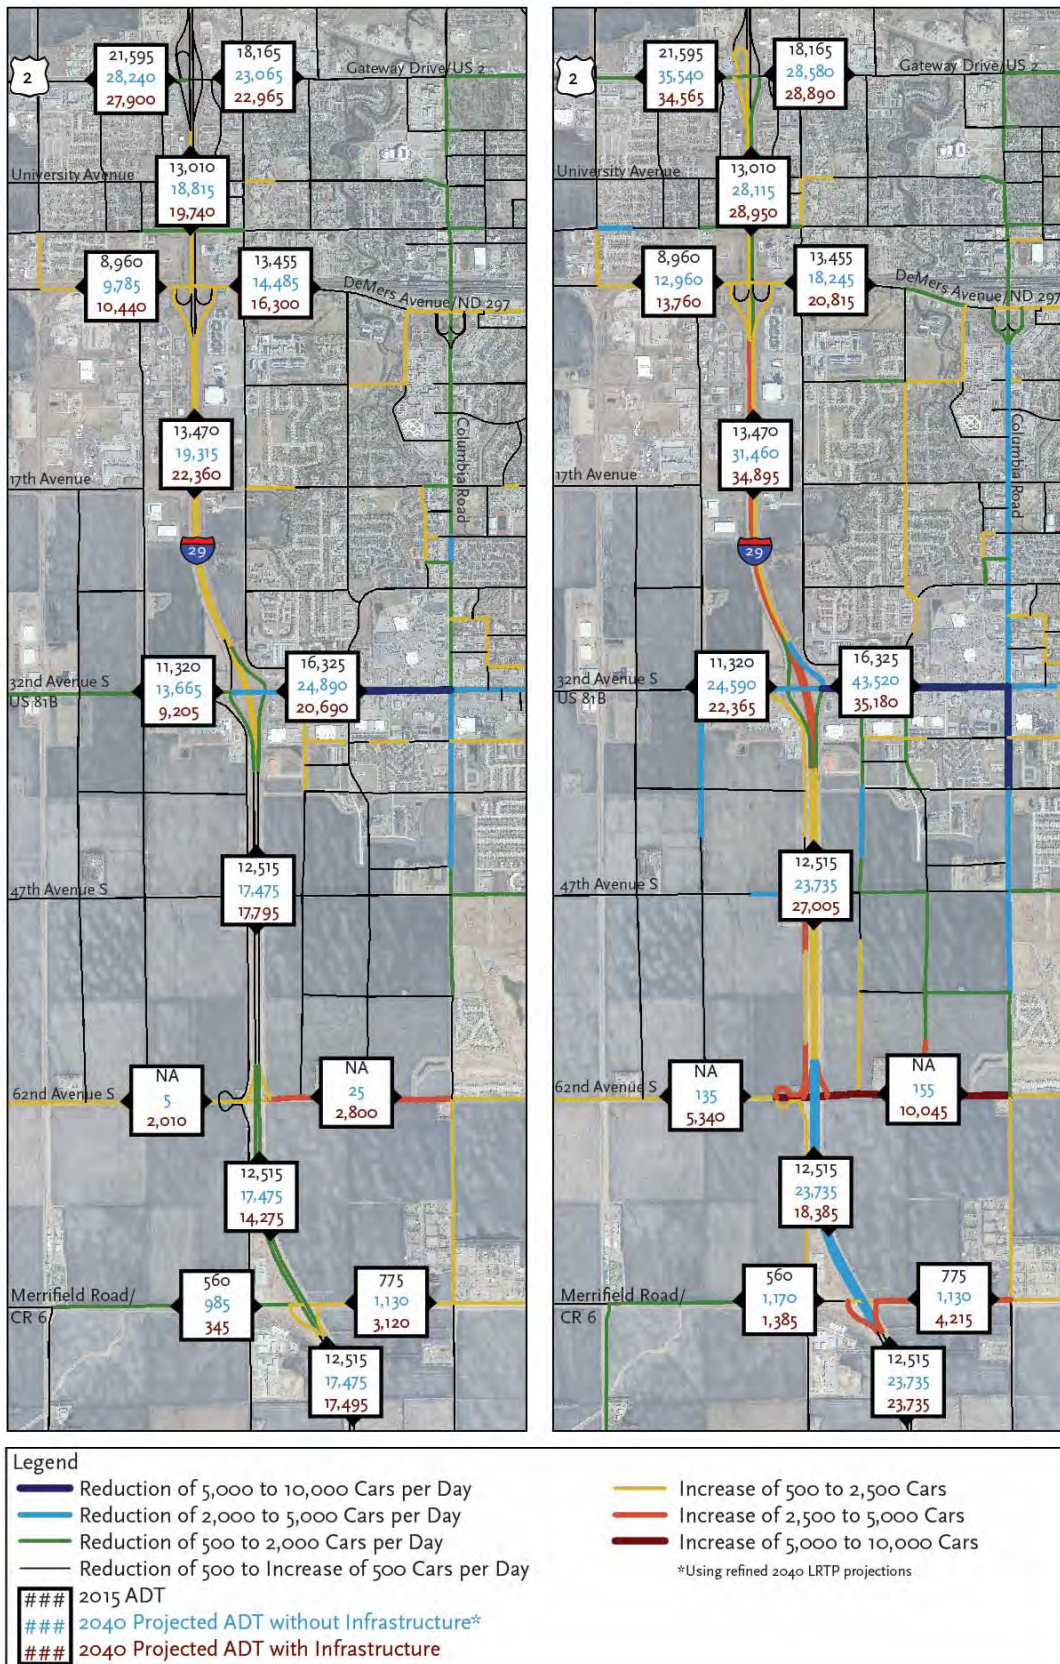 2
21,595
28,240
27,900
18,165
23,065
22,965
Gateway Drive/US 2
13,010
18,815
19,740
University Avenue
8,960
9,785
10,440
13,455
14,485
16,300
DeMers Avenue/ND 297
13,470
19,315
22,360
17th Avenue
Columbia Road
29
11,320
13,665
9,205
16,325
24,890
20,690
32nd Avenue S
US 81B
12,515
17,475
17,795
47th Avenue S
NA
5
2,010
NA
25
2,800
62nd Avenue S
12,515
17,475
14,275
560
985
345
775
1,130
3,120
Merrifield Road/
CR 6
12,515
17,475
17,495
2
21,595
35,540
34,565
18,165
28,580
28,890
Gateway Drive/US 2
13,010
28,115
28,950
University Avenue
8,960
12,960
13,760
13,455
18,245
20,815
DeMers Avenue/ND 297
13,470
31,460
34,895
17th Avenue
Columbia Road
29
11,320
24,590
22,365
16,325
43,520
35,180
32nd Avenue S
US 81B
12,515
23,735
27,005
47th Avenue S
NA
135
5,340
NA
155
10,045
62nd Avenue S
12,515
23,735
18,385
560
1,170
1,385
775
1,130
4,215
Merrifield Road/
CR 6
12,515
23,735
23,735
Legend
Reduction of 5,000 to 10,000 Cars per Day
Reduction of 2,000 to 5,000 Cars per Day
Reduction of 500 to 2,000 Cars per Day
Reduction of 500 to Increase of 500 Cars per Day
Increase of 500 to 2,500 Cars
Increase of 2,500 to 5,000 Cars
Increase of 5,000 to 10,000 Cars
*Using refined 2040 LRTP projections
### 2015 ADT
### 2040 Projected ADT without Infrastructure*
### 2040 Projected ADT with Infrastructure